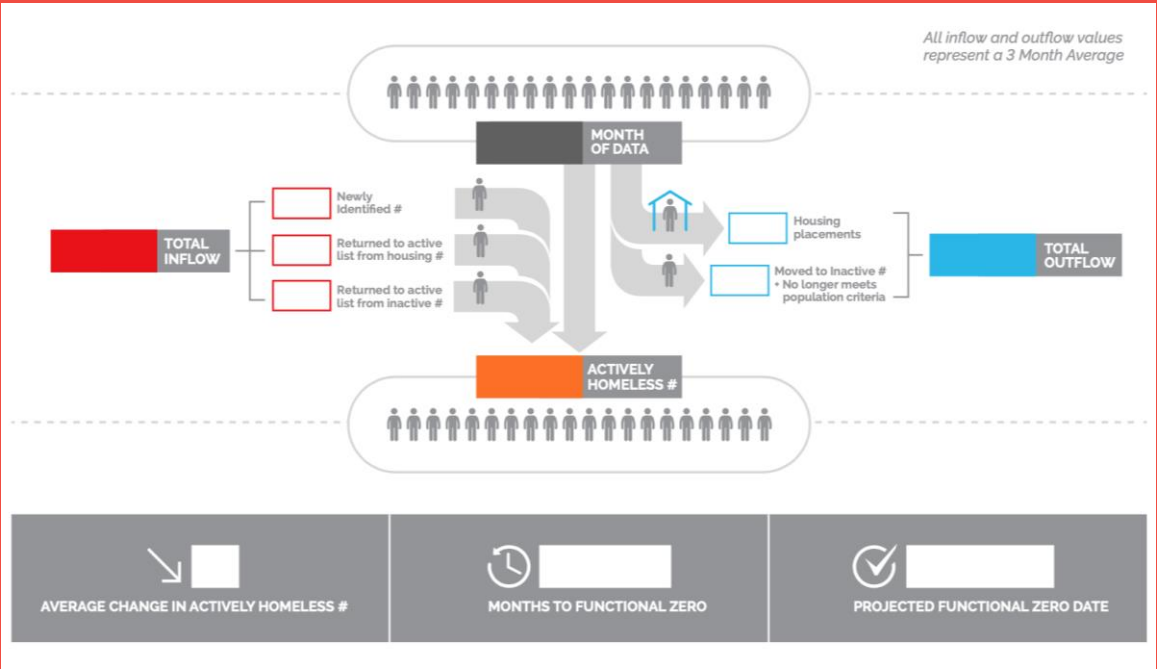 All inflow and outflow values
represent a 3 Month Average
MONTH
OF DATA
Newly
Identified #
TOTAL
INFLOW
Returned to active
list from housing #
Returned to active
list from inactive #
Housing
placements
TOTAL
OUTFLOW
Moved to Inactive #
• No longer meets
population criteria
ACTIVELY
HOMELESS #
AVERAGE CHANGE IN ACTIVELY HOMELESS #
MONTHS TO FUNCTIONAL ZERO
PROJECTED FUNCTIONAL ZERO DATE